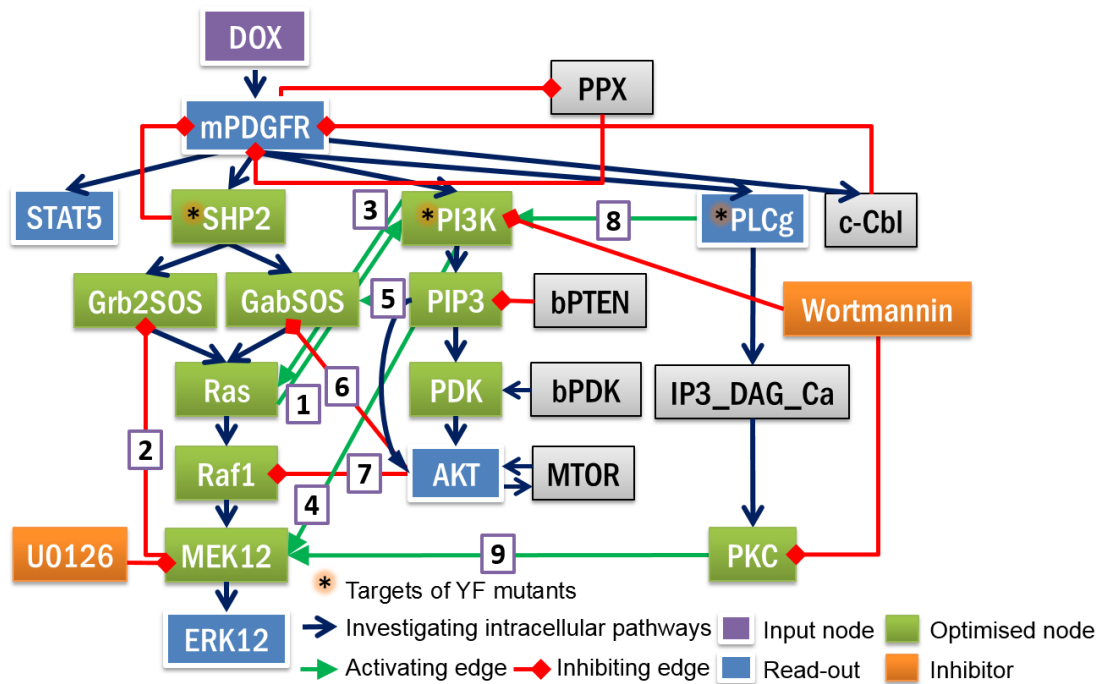 DOX
PPX
mPDGFR
STAT5
*SHP2
3
*PI3K
8
*PLCg
c-Cbl
Grb2SOS
GabSOS
5
PIP3
bPTEN
Wortmannin
Ras
1
6
PDK
bPDK
IP3_DAG_Ca
2
Raf1
7
AKT
MTOR
4
U0126
MEK12
9
PKC
* Targets of YF mutants
Investigating intracellular pathways
Input node
Optimised node
ERK12
Activating edge
Inhibiting edge
Read-out
Inhibitor